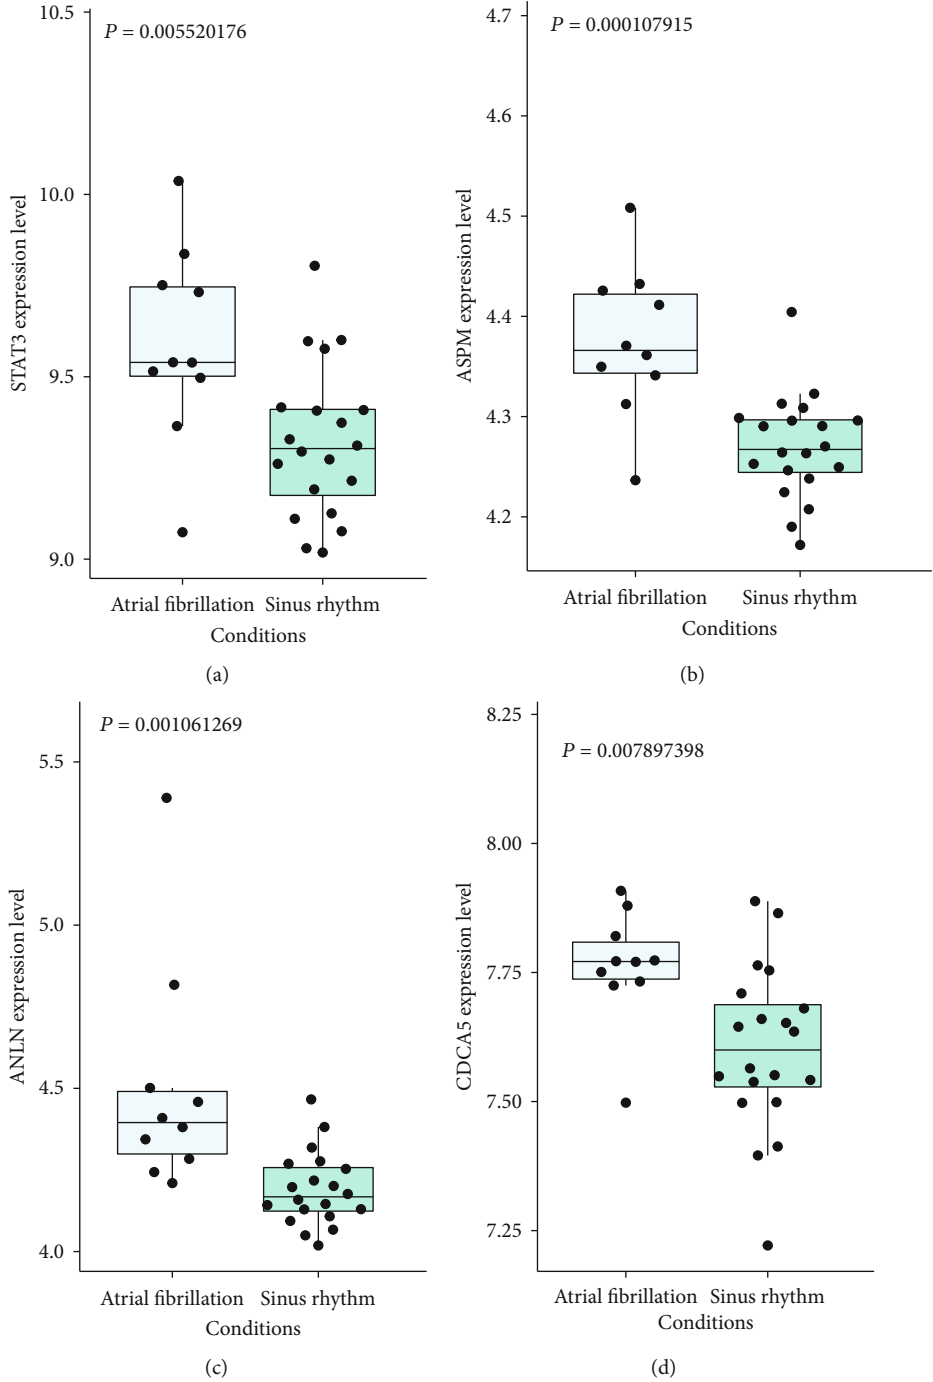 P = 0.005520176
10.5
10.0
9.5
9.0
STAT3 expression level
Atrial fibrillation Sinus rhythm
Conditions
(a)
P = 0.000107915
4.7
4.6
4.5
4.4
4.3
4.2
ASPM expression level
Atrial fibrillation Sinus rhythm
Conditions
(b)
P = 0.001061269
5.5
5.0
4.5
4.0
ANLN expression level
Atrial fibrillation Sinus rhythm
Conditions
(c)
8.25
P = 0.007897398
8.00
7.75
7.50
7.25
CDCA5 expression level
Atrial fibrillation Sinus rhythm
Conditions
(d)